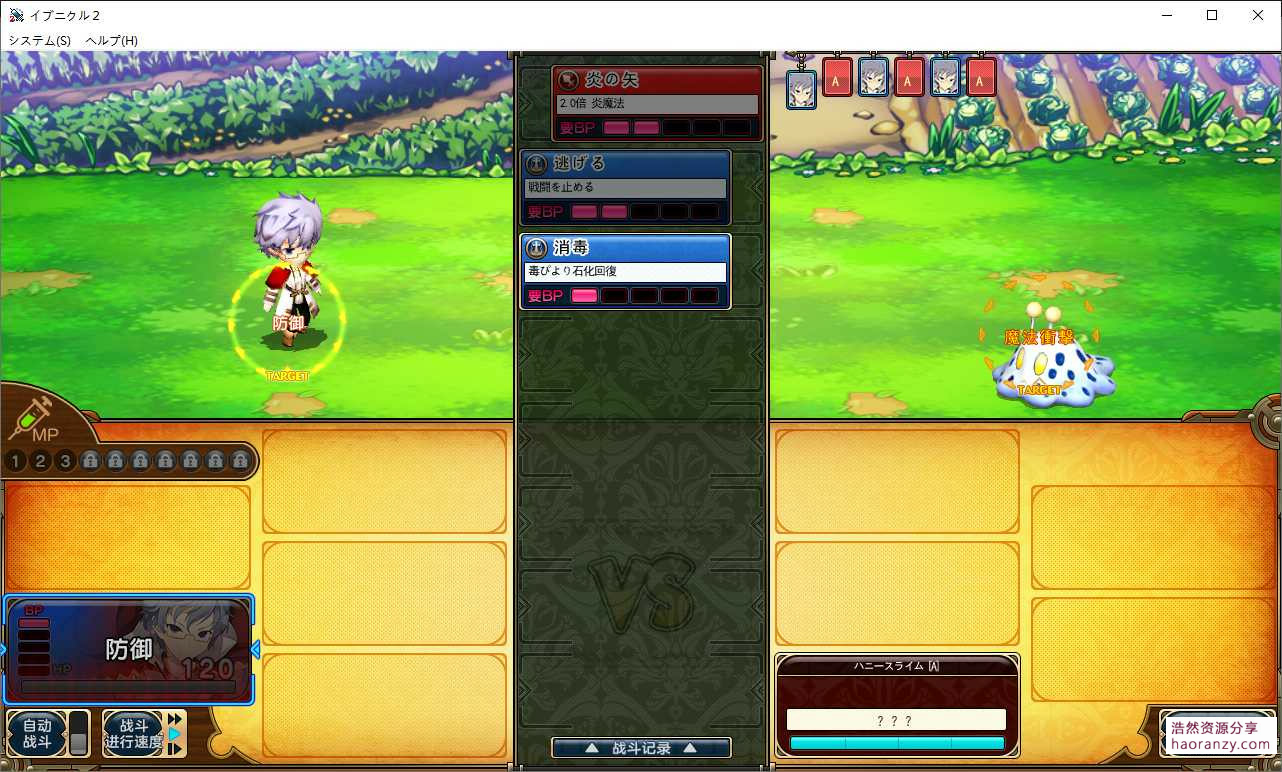 イブニクル２
システム(S) ヘルプ(H)
炎の矢
2.0倍 炎魔法
要BP
逃げる
戦闘を止める
要BP
消毒
毒びより石化回復
要BP
A
A
A
防御
TARGET
魔法衝撃
TARGET
MP
1 2 3
VS
BP
防御
HP
120
ハニースライム [A]
？？？
自动
战斗
战斗
进行速度
▲ 战斗记录 ▲
浩然资源分享
haoranzy.com